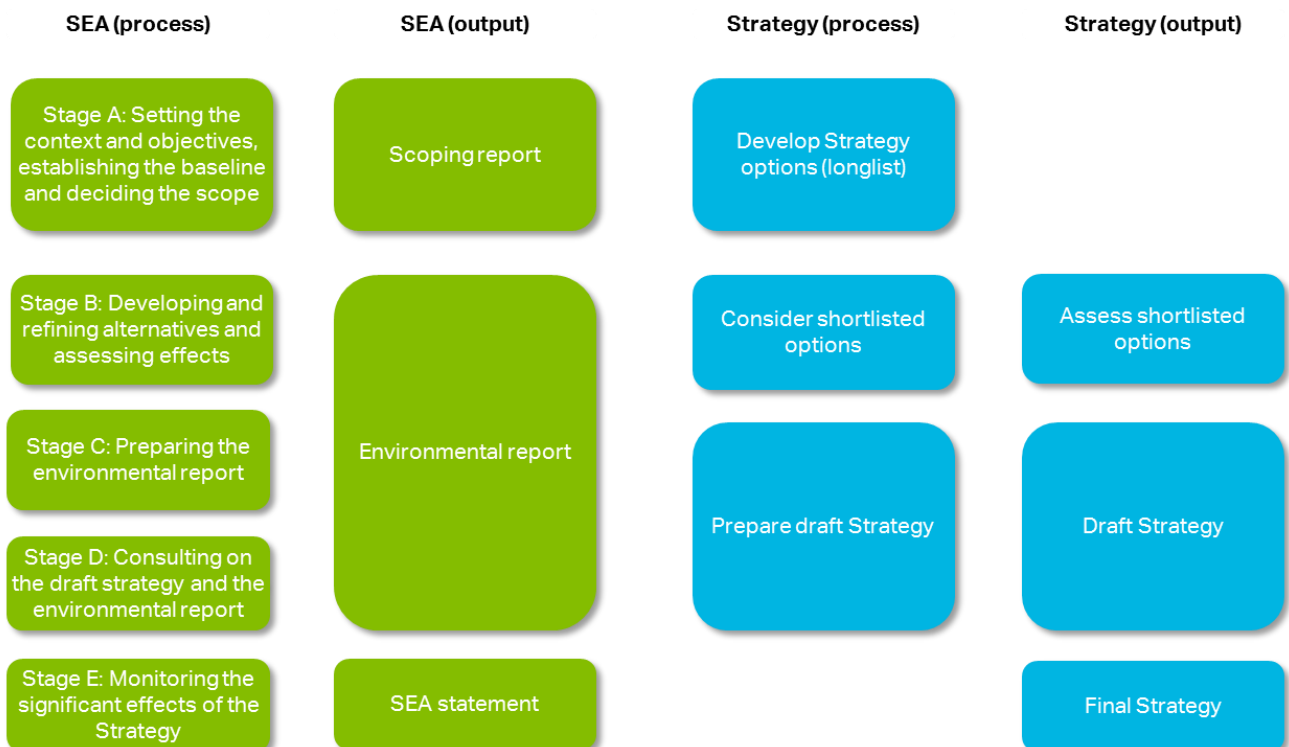 SEA (process)
SEA (output)
Strategy (process)
Strategy (output)
Stage A: Setting the
context and objectives,
establishing the baseline
and deciding the scope
Scoping report
Develop Strategy
options (longlist)
Stage B: Developing and
refining alternatives and
assessing effects
Environmental report
Consider shortlisted
options
Assess shortlisted
options
Stage C: Preparing the
environmental report
Prepare draft Strategy
Draft Strategy
Stage D: Consulting on
the draft strategy and the
environmental report
Stage E: Monitoring the
significant effects of the
Strategy
SEA statement
Final Strategy